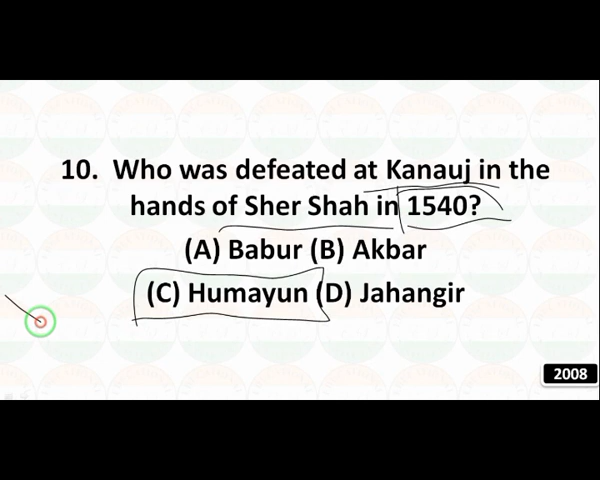 10. Who was defeated at Kanauj in the
hands of Sher Shah in 1540?
(A) Babur (B) Akbar
(C) Humayun (D) Jahangir
2008